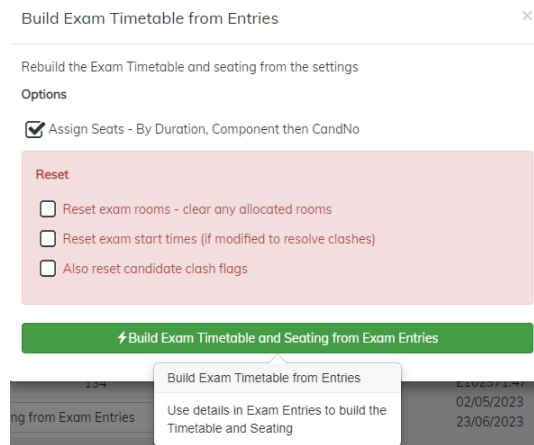 Build Exam Timetable from Entries
×
Rebuild the Exam Timetable and seating from the settings
Options
Assign Seats - By Duration, Component then CandNo
Reset
Reset exam rooms - clear any allocated rooms
Reset exam start times (if modified to resolve clashes)
Also reset candidate clash flags
Build Exam Timetable and Seating from Exam Entries
Build Exam Timetable from Entries
Use details in Exam Entries to build the
Timetable and Seating
134
ng from Exam Entries
£102371.47
02/05/2023
23/06/2023